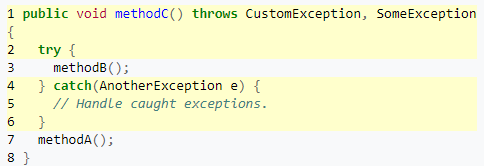 1 public void methodC() throws CustomException, SomeException
{
2   try {
3     methodB();
4   } catch(AnotherException e) {
5     // Handle caught exceptions.
6   }
7   methodA();
8 }